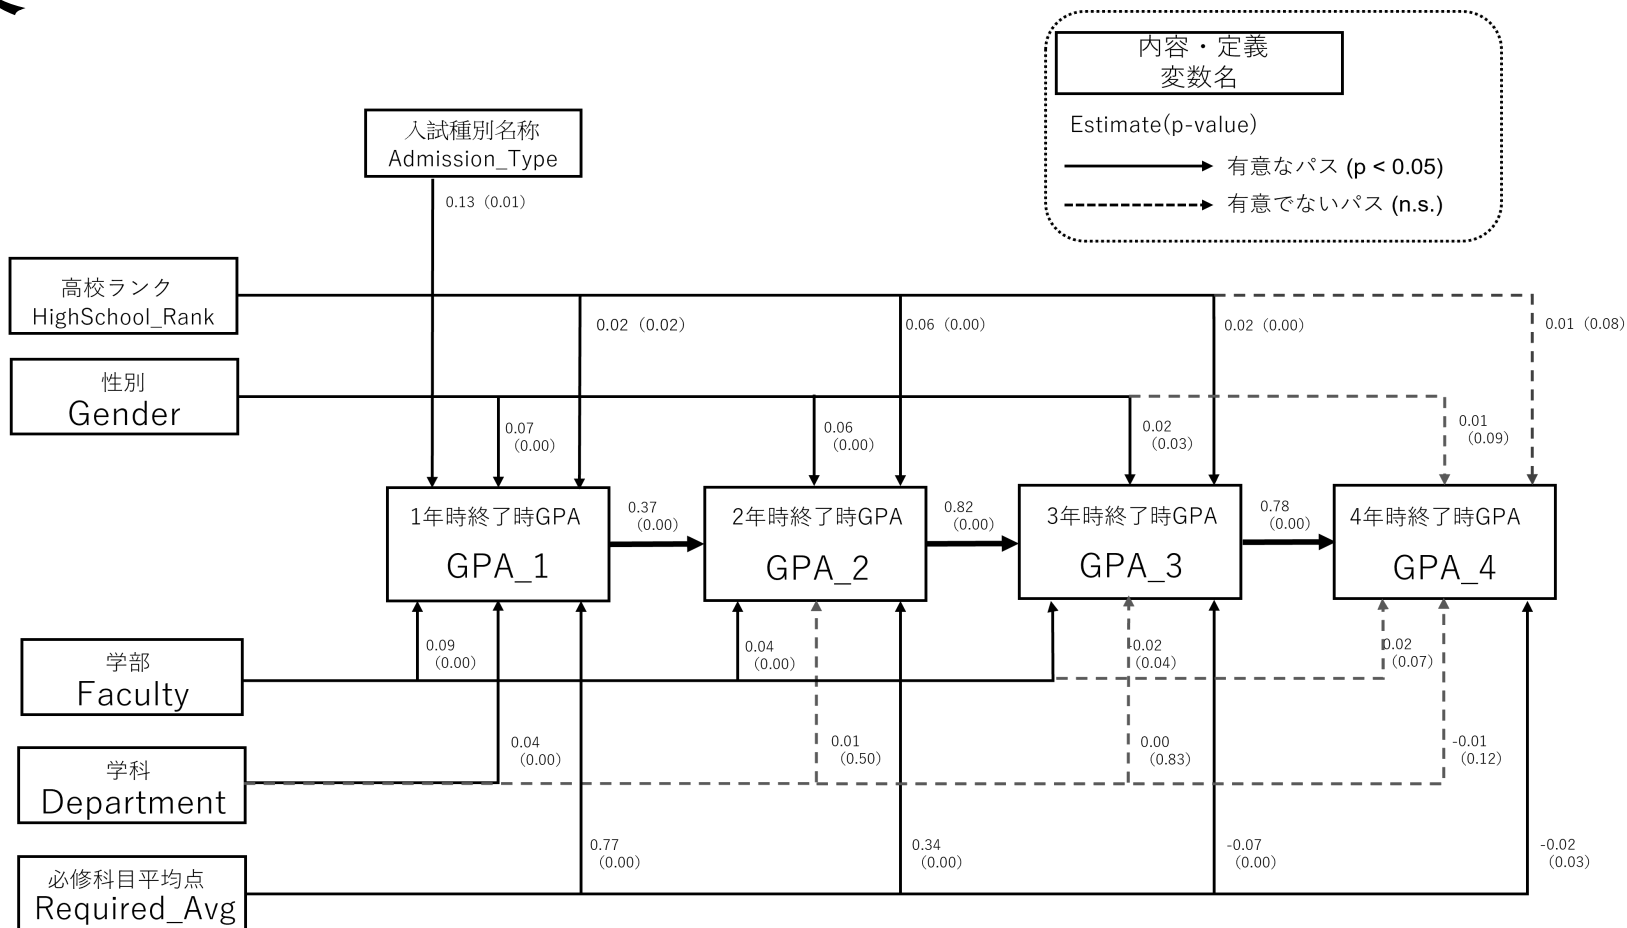 内容・定義
変数名
Estimate(p-value)
有意なパス (p < 0.05)
有意でないパス (n.s.)
入試種別名称
Admission_Type
0.13（0.01）
高校ランク
HighSchool_Rank
0.02（0.02）
0.06（0.00）
0.02（0.00）
0.01（0.08）
性別
Gender
0.07
（0.00）
0.06
（0.00）
0.02
（0.03）
0.01
（0.09）
1年時終了時GPA
GPA_1
0.37
（0.00）
2年時終了時GPA
GPA_2
0.82
（0.00）
3年時終了時GPA
GPA_3
0.78
（0.00）
4年時終了時GPA
GPA_4
学部
Faculty
0.09
（0.00）
0.04
（0.00）
-0.02
（0.04）
0.02
（0.07）
学科
Department
0.04
（0.00）
0.01
（0.50）
0.00
（0.83）
-0.01
（0.12）
必修科目平均点
Required_Avg
0.77
（0.00）
0.34
（0.00）
-0.07
（0.00）
-0.02
（0.03）